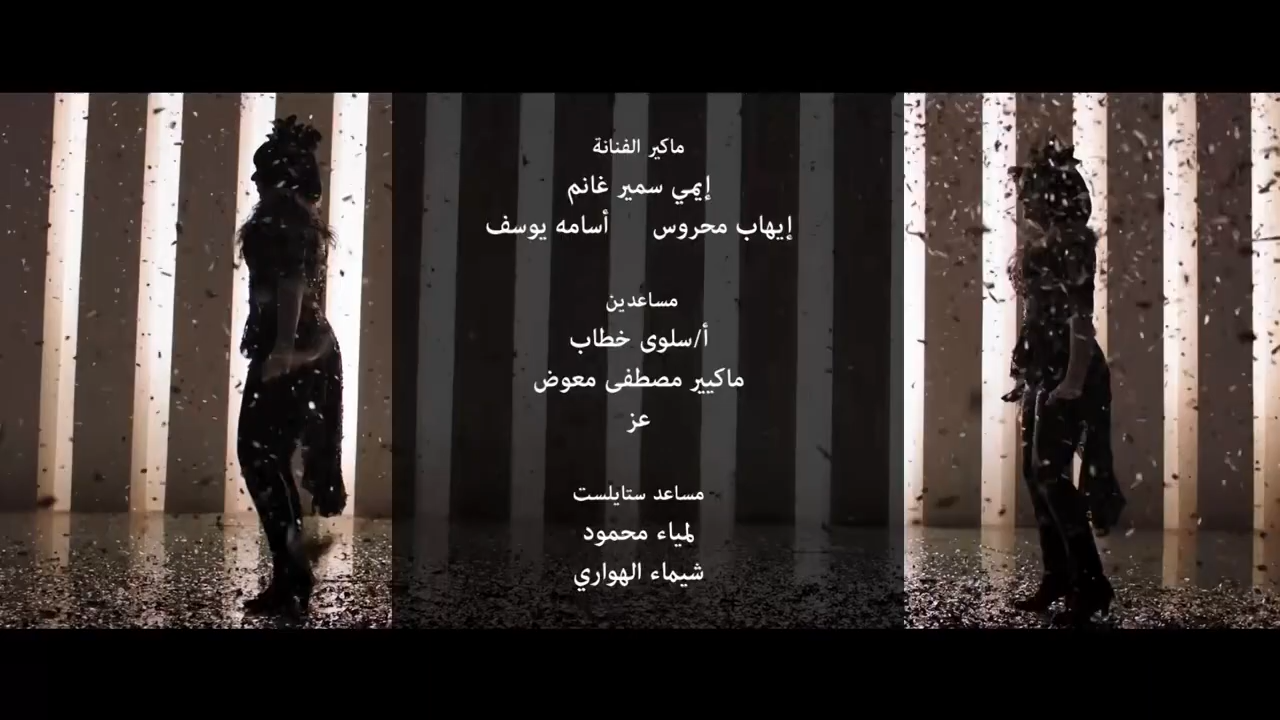 ماكير الفنانة
إيمي سمير غانم
إيهاب محروس أسامه يوسف
مساعدين
أ/سلوى خطاب
ماكيير مصطفى معوض
عز
مساعد ستايلست
لمياء محمود
شيماء الهواري